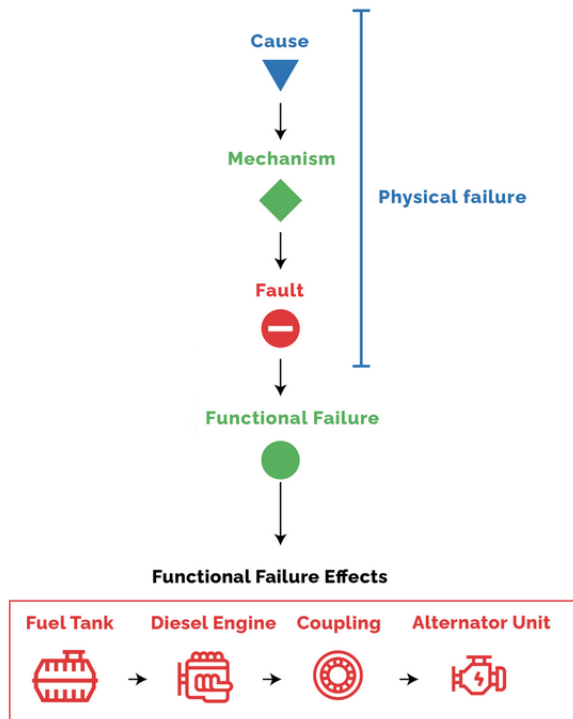 Cause
Mechanism
Physical failure
Fault
Functional Failure
Functional Failure Effects
Fuel Tank Diesel Engine Coupling Alternator Unit